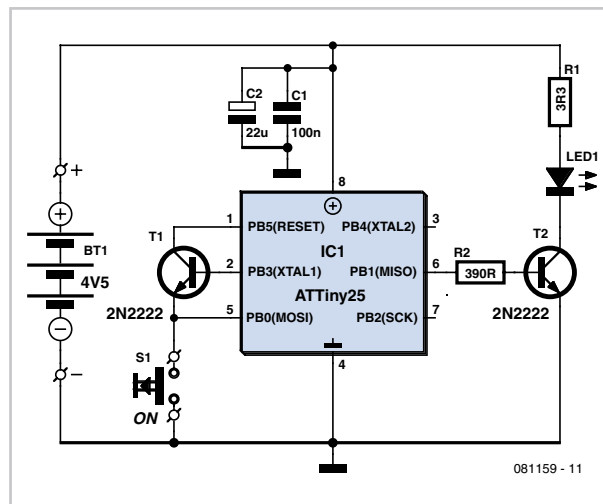 R1
3R3
C2
C1
22u
100n
LED1
+
8
1
PB5(RESET)
PB4(XTAL2)
3
T1
IC1
T2
BT1
4V5
2
PB3(XTAL1)
PB1(MISO)
6
R2
390R
ATTiny25
2N2222
5
PB0(MOSI)
PB2(SCK)
7
2N2222
–
S1
4
ON
081159 - 11